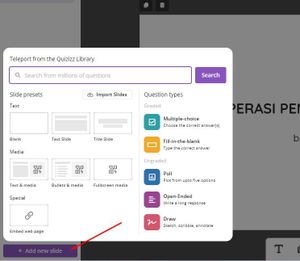 Teleport from the Quizizz Library
Search from millions of questions
Search
Slide presets
Import Slides
Question types
Text
Graded
Blank
Text Slide
Title Slide
Multiple-choice
Choose the correct answer(s)
Fill-in-the-blank
Type the correct answer
Media
Ungraded
Text & media
Bullets & media
Fullscreen media
Poll
Pick from upto five options
Special
Open-Ended
Write a long response
Embed web page
Draw
Sketch, scribble, annotate
Add new slide
PERASI PE
b
T